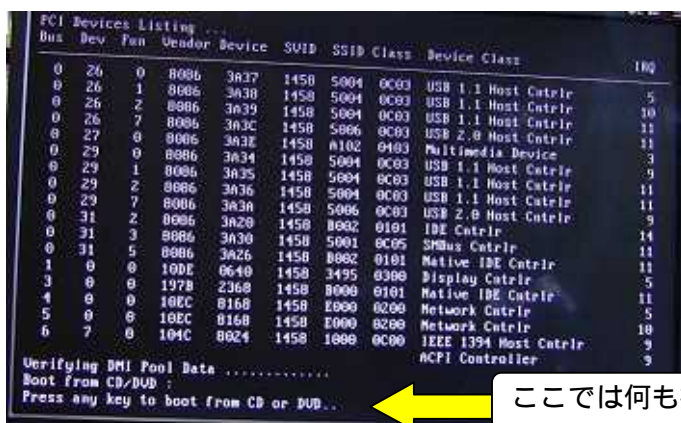 PCI Devices Listing ...
Bus Dev Fun Vendor Device SVID SSID Class Device Class IRQ
0 26 0 8086 3A37 1458 5004 0C03 USB 1.1 Host Cntrlr 5
0 26 1 8086 3A38 1458 5004 0C03 USB 1.1 Host Cntrlr 10
0 26 2 8086 3A39 1458 5004 0C03 USB 1.1 Host Cntrlr 11
0 26 7 8086 3A3C 1458 5006 0C03 USB 2.0 Host Cntrlr 11
0 27 0 8086 3A3E 1458 A102 0403 Multimedia Device 3
0 29 0 8086 3A34 1458 5004 0C03 USB 1.1 Host Cntrlr 9
0 29 1 8086 3A35 1458 5004 0C03 USB 1.1 Host Cntrlr 11
0 29 2 8086 3A36 1458 5004 0C03 USB 1.1 Host Cntrlr 11
0 29 7 8086 3A3A 1458 5006 0C03 USB 2.0 Host Cntrlr 9
0 31 2 8086 3A20 1458 B002 0101 IDE Cntrlr 14
0 31 3 8086 3A30 1458 5001 0C05 SMBus Cntrlr 11
0 31 5 8086 3A26 1458 B002 0101 Native IDE Cntrlr 11
1 0 0 10DE 0640 1458 3495 0300 Display Cntrlr 5
3 0 0 197B 2368 1458 B000 0101 Native IDE Cntrlr 11
4 0 0 10EC 8168 1458 E000 0200 Network Cntrlr 5
5 0 0 10EC 8168 1458 E000 0200 Network Cntrlr 10
6 7 0 104C 8024 1458 1000 0C00 IEEE 1394 Host Cntrlr 9
ACPI Controller 9
Verifying DMI Pool Data .............
Boot from CD/DVD :
Press any key to boot from CD or DVD..
ここでは何も